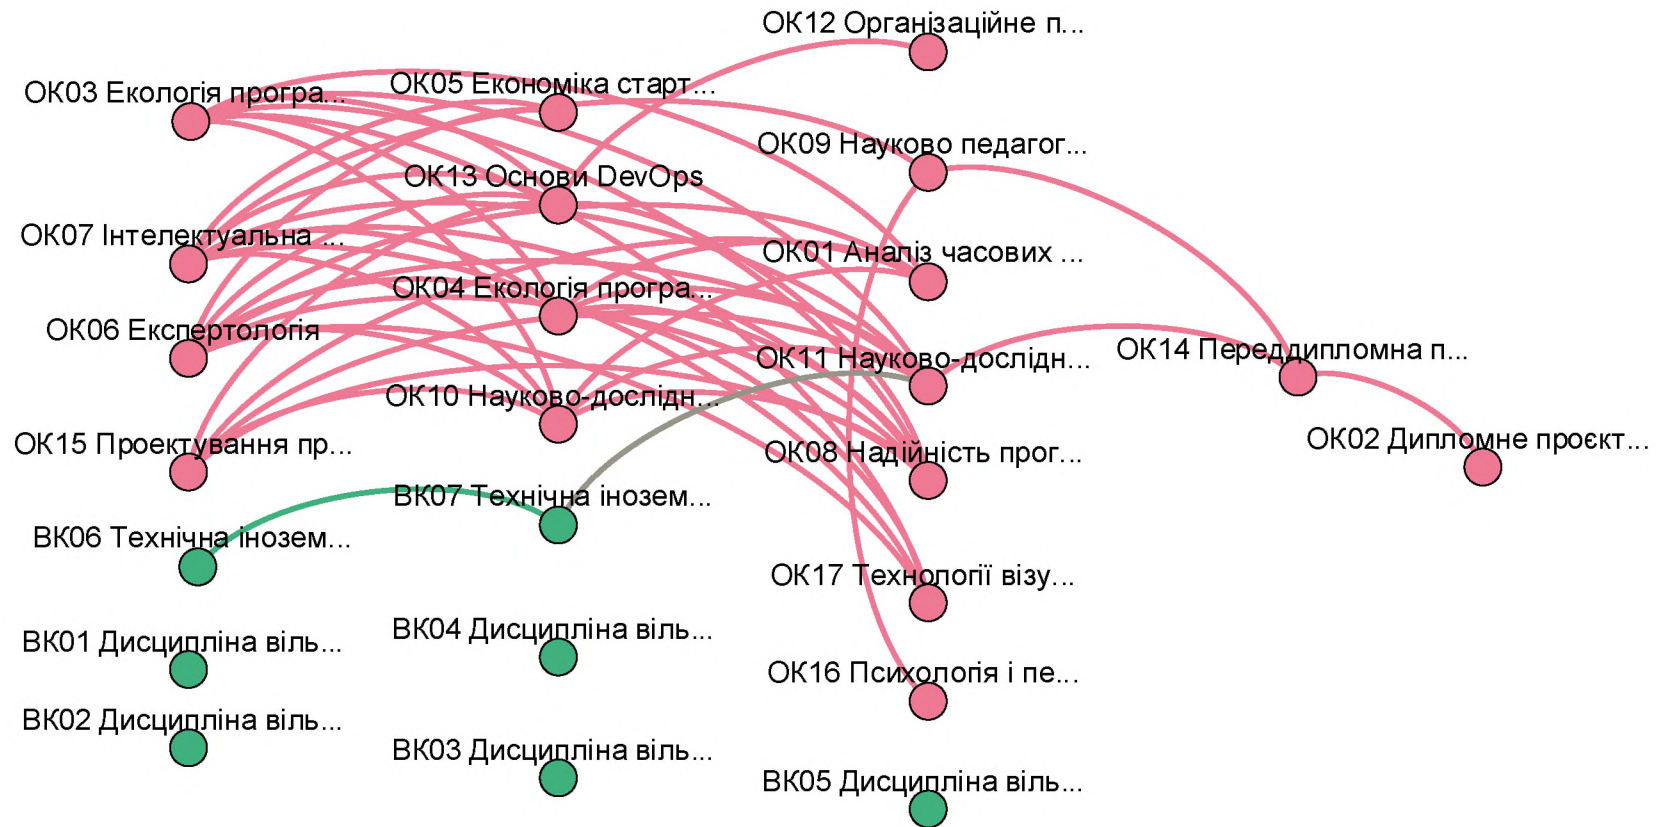 ОК03 Екологія програ...
ОК07 Інтелектуальна ...
ОК06 Експертологія
ОК15 Проектування пр...
ВК06 Технічна інозем...
ВК01 Дисципліна віль...
ВК02 Дисципліна віль...
ОК05 Економіка старт...
ОК13 Основи DevOps
ОК04 Екологія програ...
ОК10 Науково-дослідн...
ВК07 Технічна інозем...
ВК04 Дисципліна віль...
ВК03 Дисципліна віль...
ОК12 Організаційне п...
ОК09 Науково педагог...
ОК01 Аналіз часових ...
ОК11 Науково-дослідн...
ОК08 Надійність прог...
ОК17 Технології візу...
ОК16 Психологія і пе...
ВК05 Дисципліна віль...
ОК14 Переддипломна п...
ОК02 Дипломне проєкт...